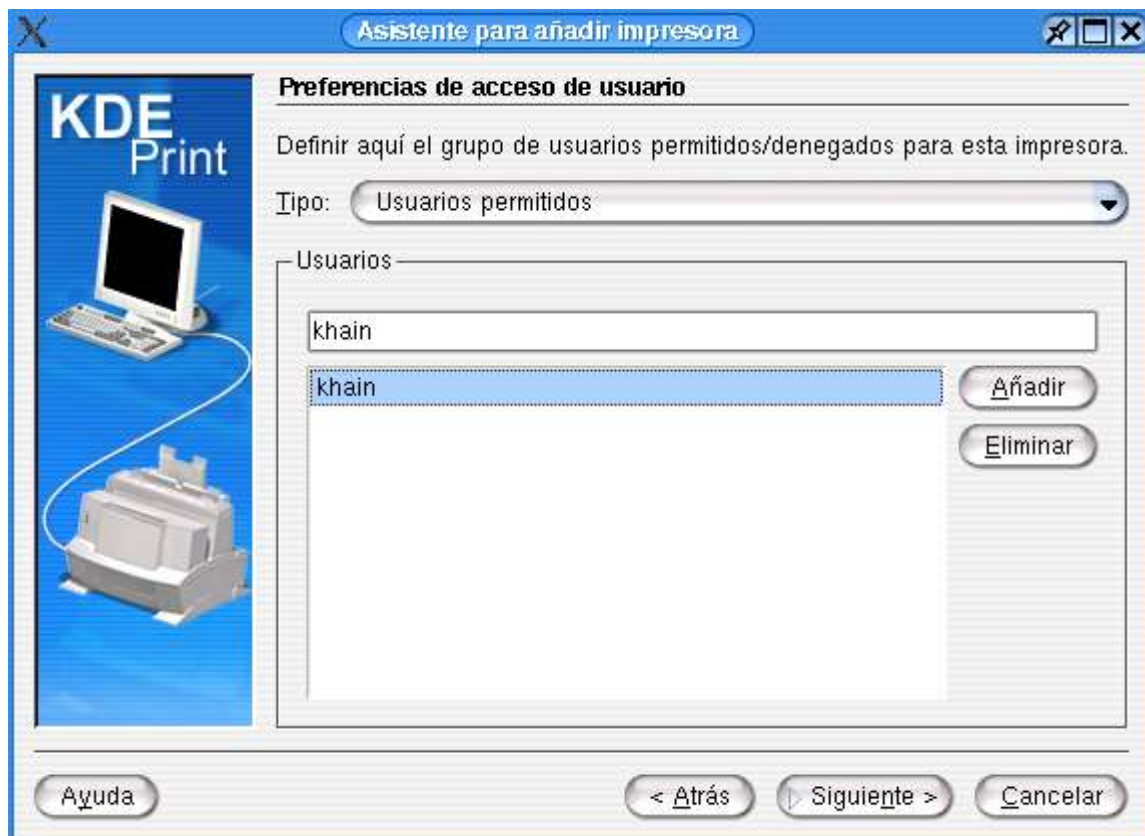 Asistente para añadir impresora
KDE
Print
Preferencias de acceso de usuario
Definir aquí el grupo de usuarios permitidos/denegados para esta impresora.
Tipo: Usuarios permitidos
Usuarios
khain
khain
Añadir
Eliminar
Ayuda
< Atrás
Siguiente >
Cancelar